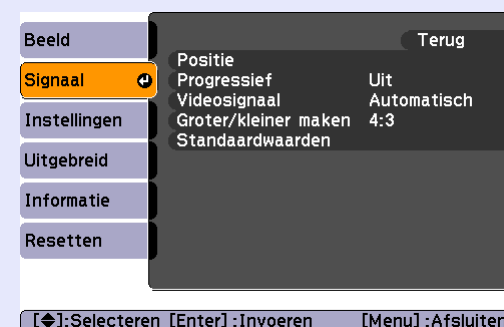 Beeld
Signaal
Instellingen
Uitgebreid
Informatie
Resetten
Terug
Positie
Progressief Uit
Videosignaal Automatisch
Groter/kleiner maken 4:3
Standaardwaarden
[◆]:Selecteren [Enter]:Invoeren [Menu]:Afsluiten